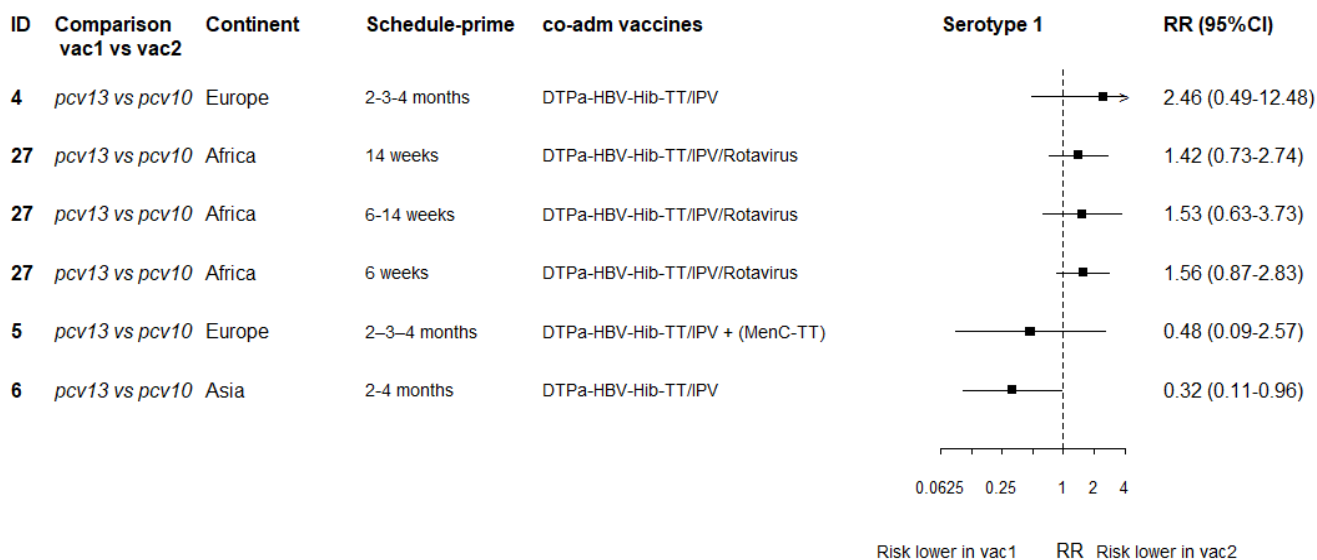 ID Comparison vac1 vs vac2 Continent Schedule-prime co-adm vaccines Serotype 1 RR (95%CI)
4 pcv13 vs pcv10 Europe 2-3-4 months DTPa-HBV-Hib-TT/IPV 2.46 (0.49-12.48)
27 pcv13 vs pcv10 Africa 14 weeks DTPa-HBV-Hib-TT/IPV/Rotavirus 1.42 (0.73-2.74)
27 pcv13 vs pcv10 Africa 6-14 weeks DTPa-HBV-Hib-TT/IPV/Rotavirus 1.53 (0.63-3.73)
27 pcv13 vs pcv10 Africa 6 weeks DTPa-HBV-Hib-TT/IPV/Rotavirus 1.56 (0.87-2.83)
5 pcv13 vs pcv10 Europe 2–3–4 months DTPa-HBV-Hib-TT/IPV + (MenC-TT) 0.48 (0.09-2.57)
6 pcv13 vs pcv10 Asia 2-4 months DTPa-HBV-Hib-TT/IPV 0.32 (0.11-0.96)
0.0625 0.25 1 2 4
Risk lower in vac1 RR Risk lower in vac2